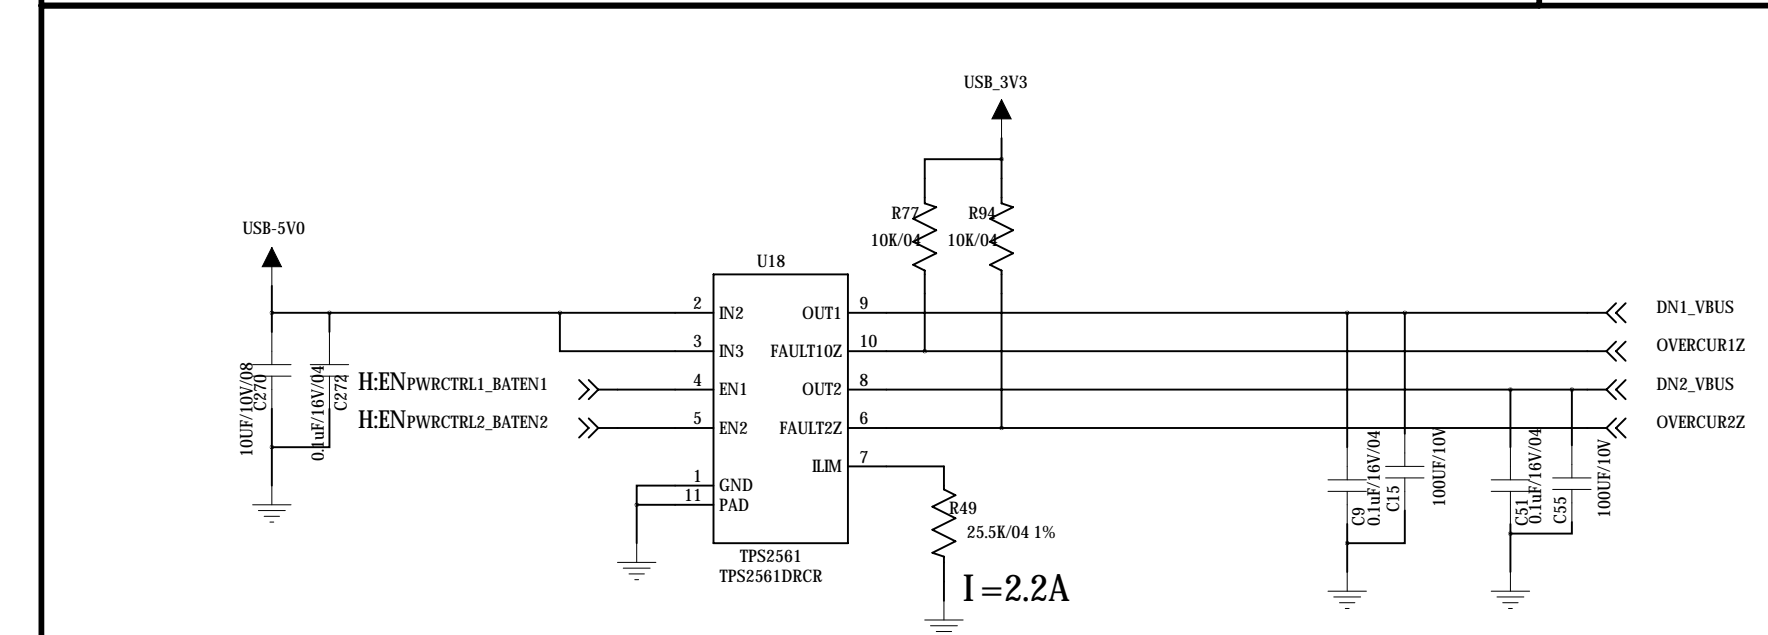 USB_3V3
R77
10K/04
R94
10K/04
USB-5V0
U18
2 IN2
OUT1 9
DN1_VBUS
3 IN3
FAULT10Z 10
OVERCUR1Z
H:ENPWRCTRL1_BATEN1
4 EN1
OUT2 8
DN2_VBUS
H:ENPWRCTRL2_BATEN2
5 EN2
FAULT2Z 6
OVERCUR2Z
ILIM 7
1 GND
11 PAD
TPS2561
TPS2561DRCR
R49
25.5K/04 1%
I=2.2A
10UF/10V/08
C270
0.1uF/16V/04
C272
C9
0.1uF/16V/04
C15
100UF/10V
C51
0.1uF/16V/04
C55
100UF/10V